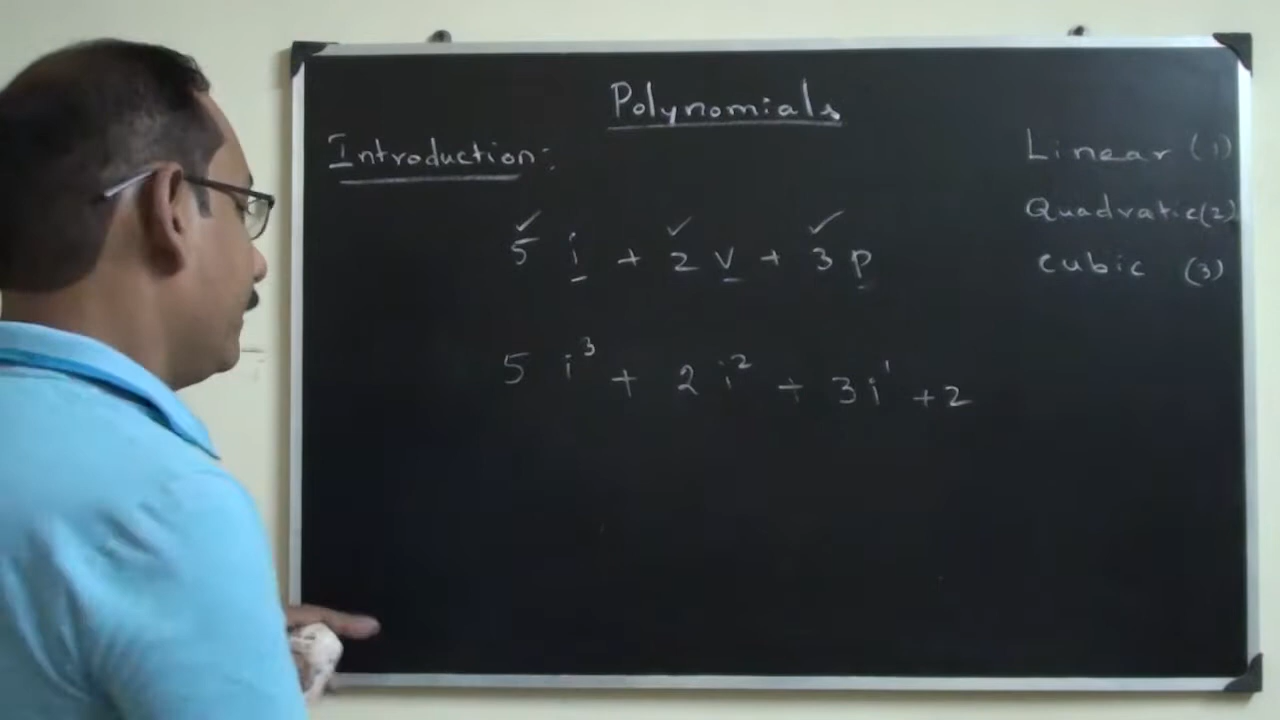 Polynomials
Introduction:
Linear (1)
Quadratic(2)
cubic (3)
5 i + 2 v + 3 p
5 i³ + 2 i² + 3 i¹ + 2